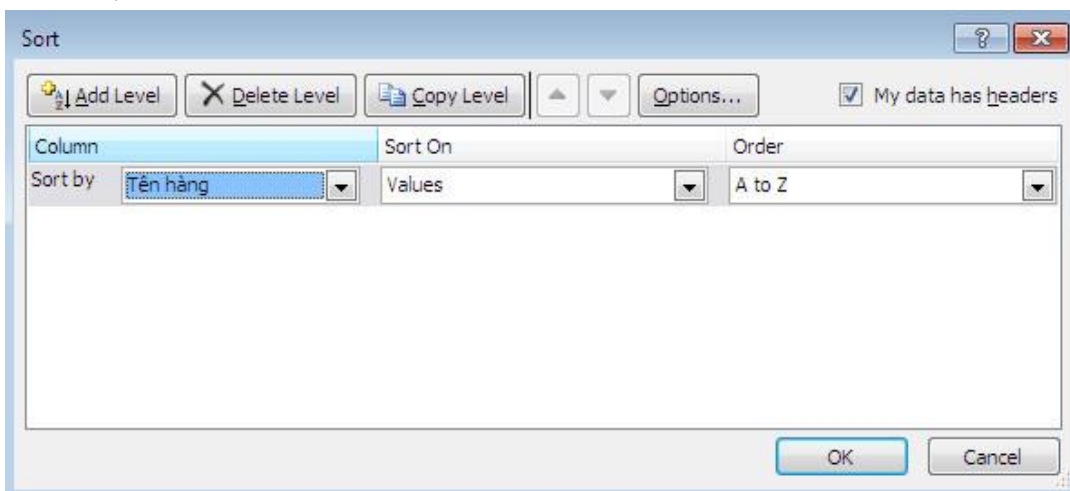 Sort
Add Level Delete Level Copy Level Options... My data has headers
Column Sort On Order
Sort by Tên hàng Values A to Z
OK Cancel